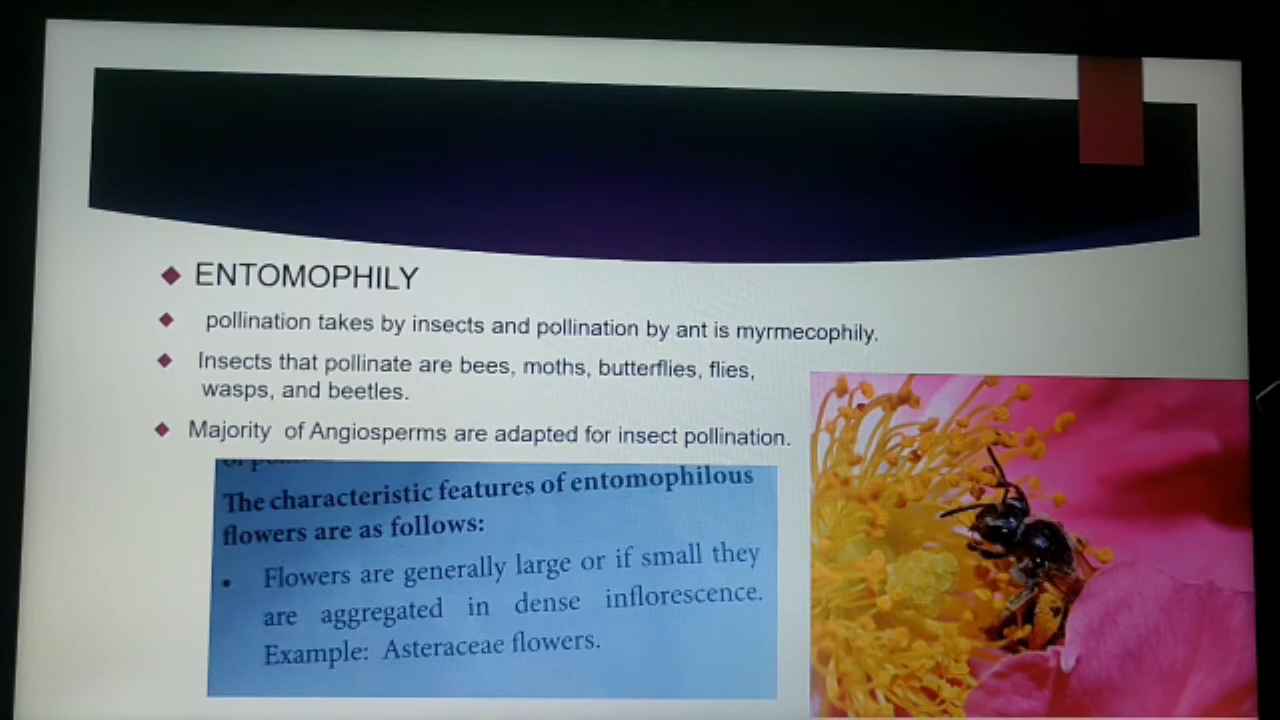 ENTOMOPHILY
pollination takes by insects and pollination by ant is myrmecophily.
Insects that pollinate are bees, moths, butterflies, flies,
wasps, and beetles.
Majority of Angiosperms are adapted for insect pollination.
The characteristic features of entomophilous
flowers are as follows:
• Flowers are generally large or if small they
are aggregated in dense inflorescence.
Example: Asteraceae flowers.